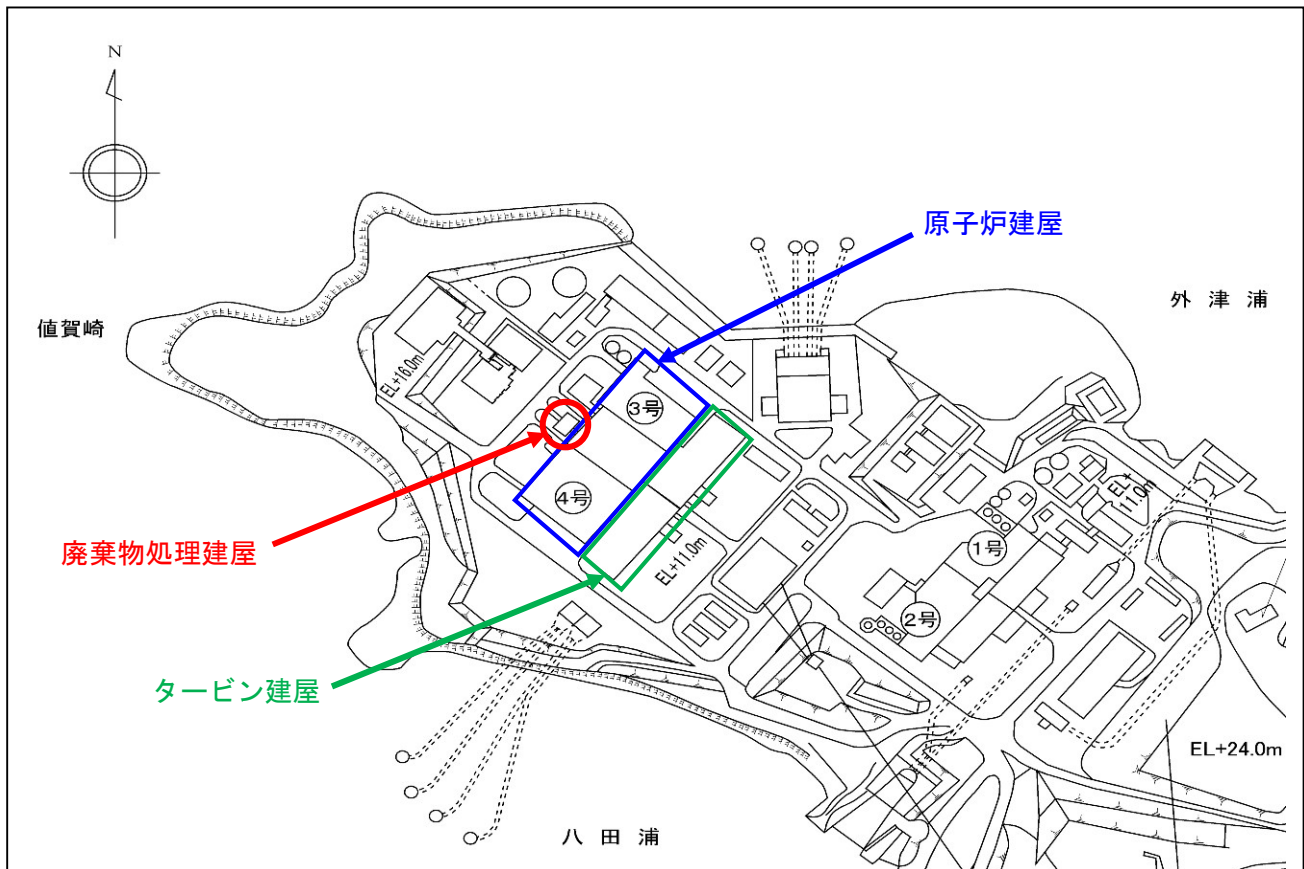 N
原子炉建屋
外津浦
値賀崎
EL+16.0m
3号
4号
EL+11.0m
EL+
11.0m
1号
2号
廃棄物処理建屋
タービン建屋
EL+24.0m
八田浦